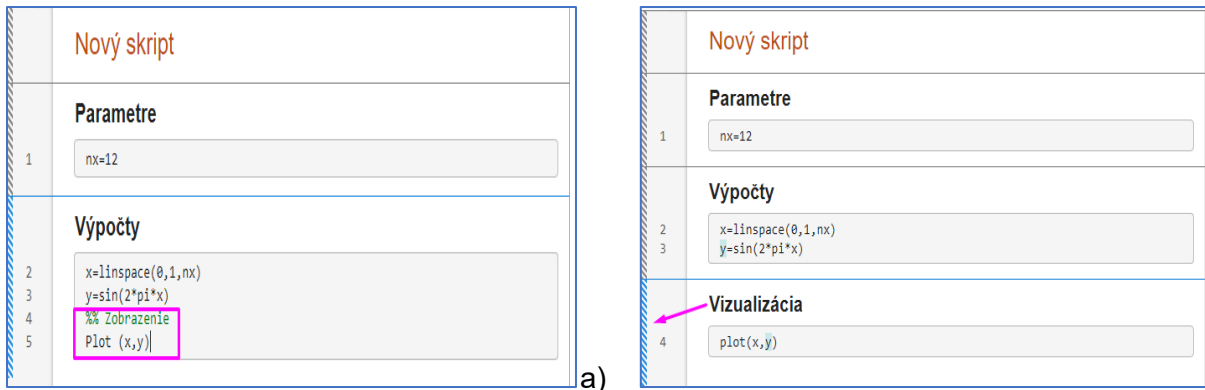 Nový skript
Parametre
1 nx=12
Výpočty
2 x=linspace(0,1,nx)
3 y=sin(2*pi*x)
4 %% Zobrazenie
5 Plot (x,y)
a)
Nový skript
Parametre
1 nx=12
Výpočty
2 x=linspace(0,1,nx)
3 y=sin(2*pi*x)
Vizualizácia
4 plot(x,y)